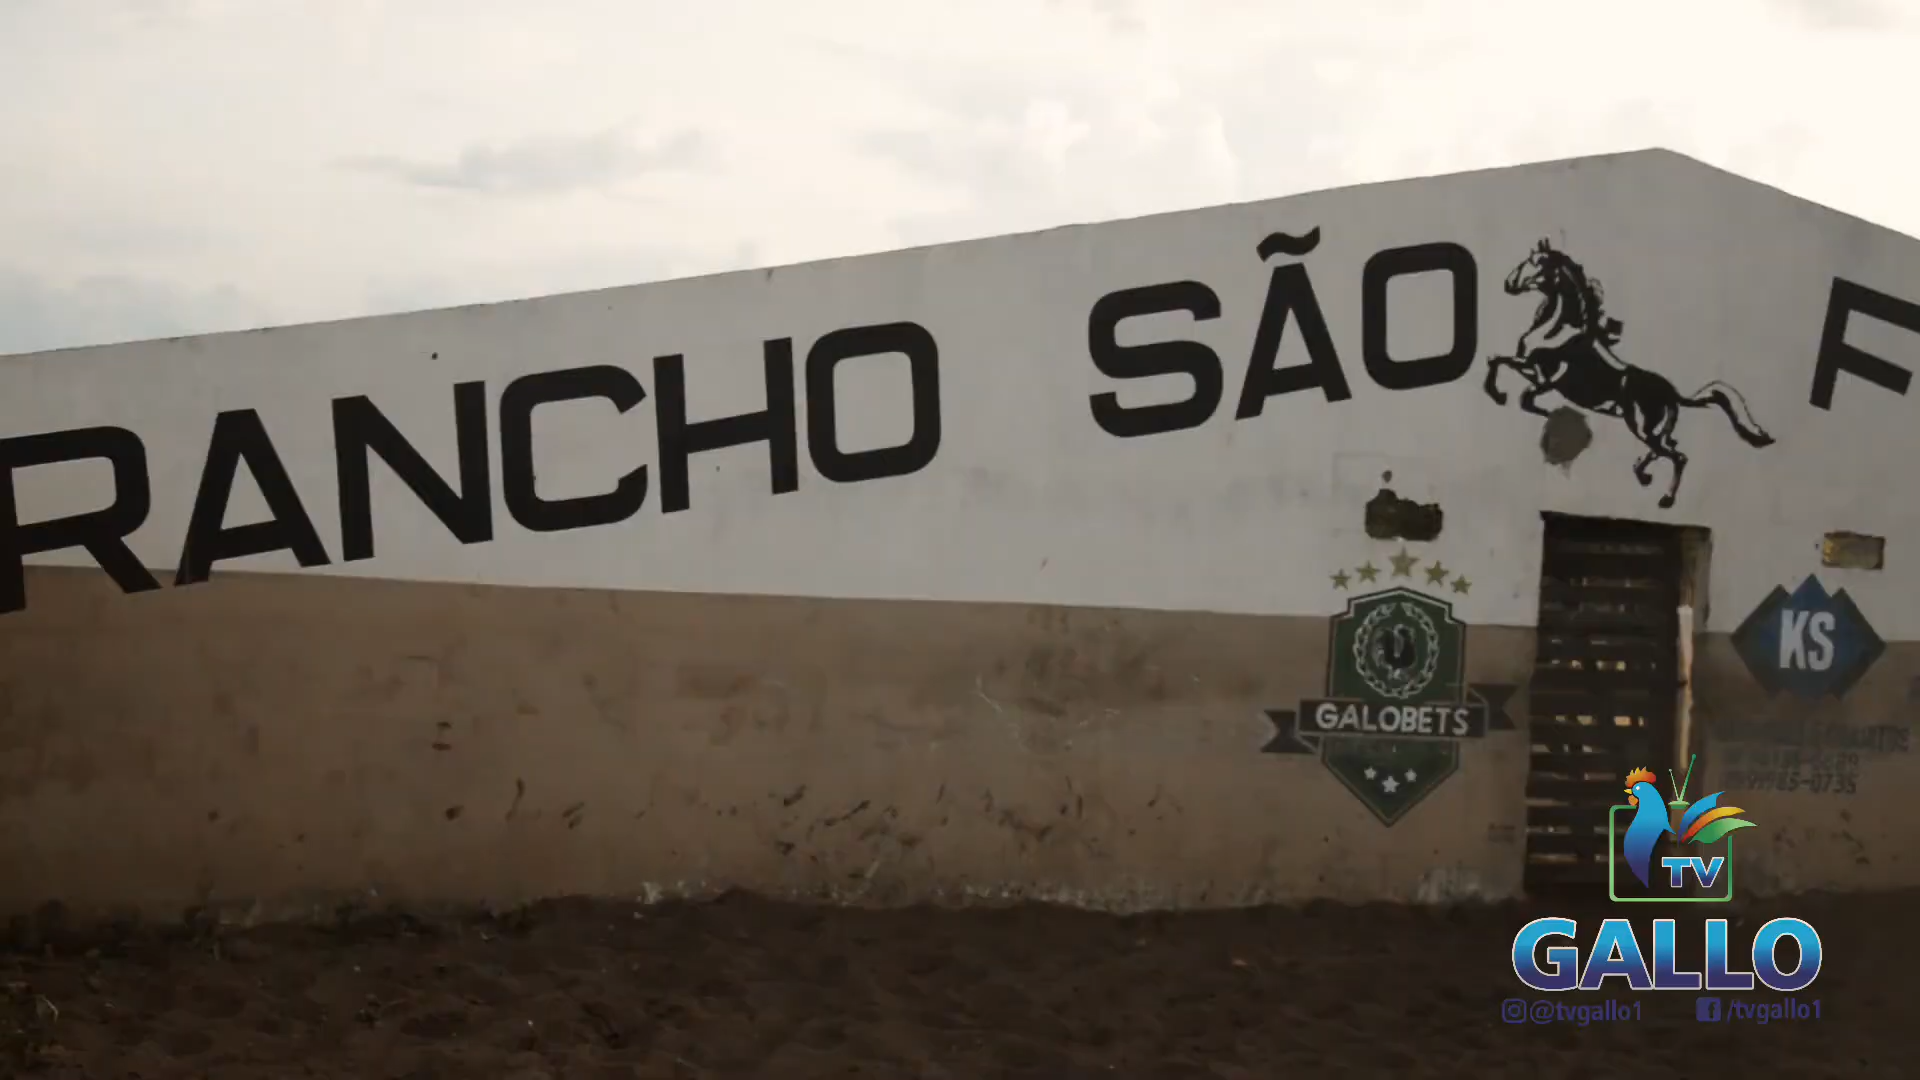 RANCHO SÃO F
GALOBETS
KS
TV
GALLO
@tvgallo1
/tvgallo1